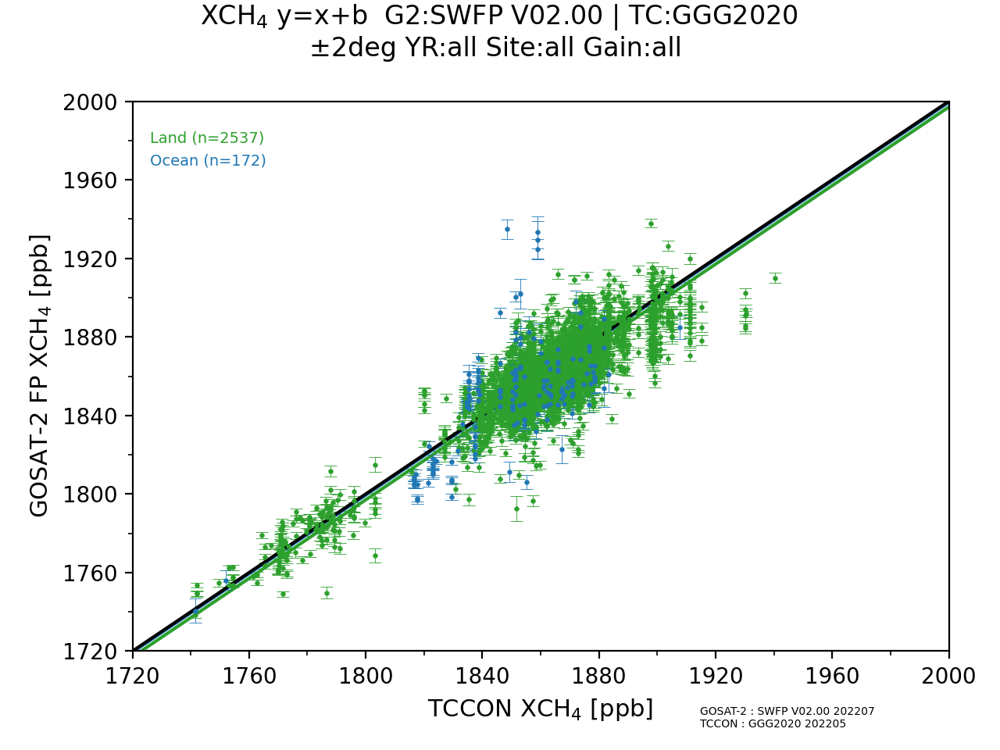 XCH₄ y=x+b  G2:SWFP V02.00 | TC:GGG2020
±2deg YR:all Site:all Gain:all
2000
Land (n=2537)
Ocean (n=172)
1960
1920
GOSAT-2 FP XCH₄ [ppb]
1880
1840
1800
1760
1720
1720 1760 1800 1840 1880 1920 1960 2000
TCCON XCH₄ [ppb]
GOSAT-2 : SWFP V02.00 202207
TCCON : GGG2020 202205